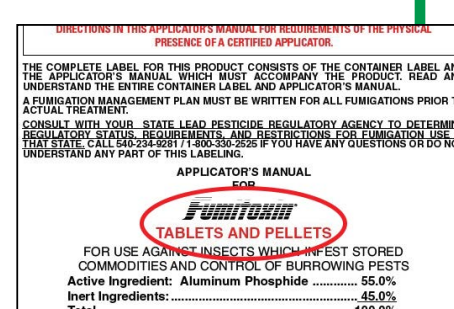 DIRECTIONS IN THIS APPLICATOR'S MANUAL FOR REQUIREMENTS OF THE PHYSICAL
PRESENCE OF A CERTIFIED APPLICATOR.
THE COMPLETE LABEL FOR THIS PRODUCT CONSISTS OF THE CONTAINER LABEL
THE APPLICATOR'S MANUAL WHICH MUST ACCOMPANY THE PRODUCT. READ
UNDERSTAND THE ENTIRE CONTAINER LABEL AND APPLICATOR'S MANUAL.
A FUMIGATION MANAGEMENT PLAN MUST BE WRITTEN FOR ALL FUMIGATIONS PRIOR
ACTUAL TREATMENT.
CONSULT WITH YOUR STATE LEAD PESTICIDE REGULATORY AGENCY TO
REGULATORY STATUS, REQUIREMENTS, AND RESTRICTIONS FOR FUMIGATION USE
THAT STATE. CALL 540-234-9281 / 1-800-330-2525 IF YOU HAVE ANY QUESTIONS OR DO
UNDERSTAND ANY PART OF THIS LABELING.
APPLICATOR'S MANUAL
FOR
Fumitoxin
TABLETS AND PELLETS
FOR USE AGAINST INSECTS WHICH INFEST STORED
COMMODITIES AND CONTROL OF BURROWING PESTS
Active Ingredient: Aluminum Phosphide ............. 55.0%
Inert Ingredients: ................................................ 45.0%
Total 100.0%